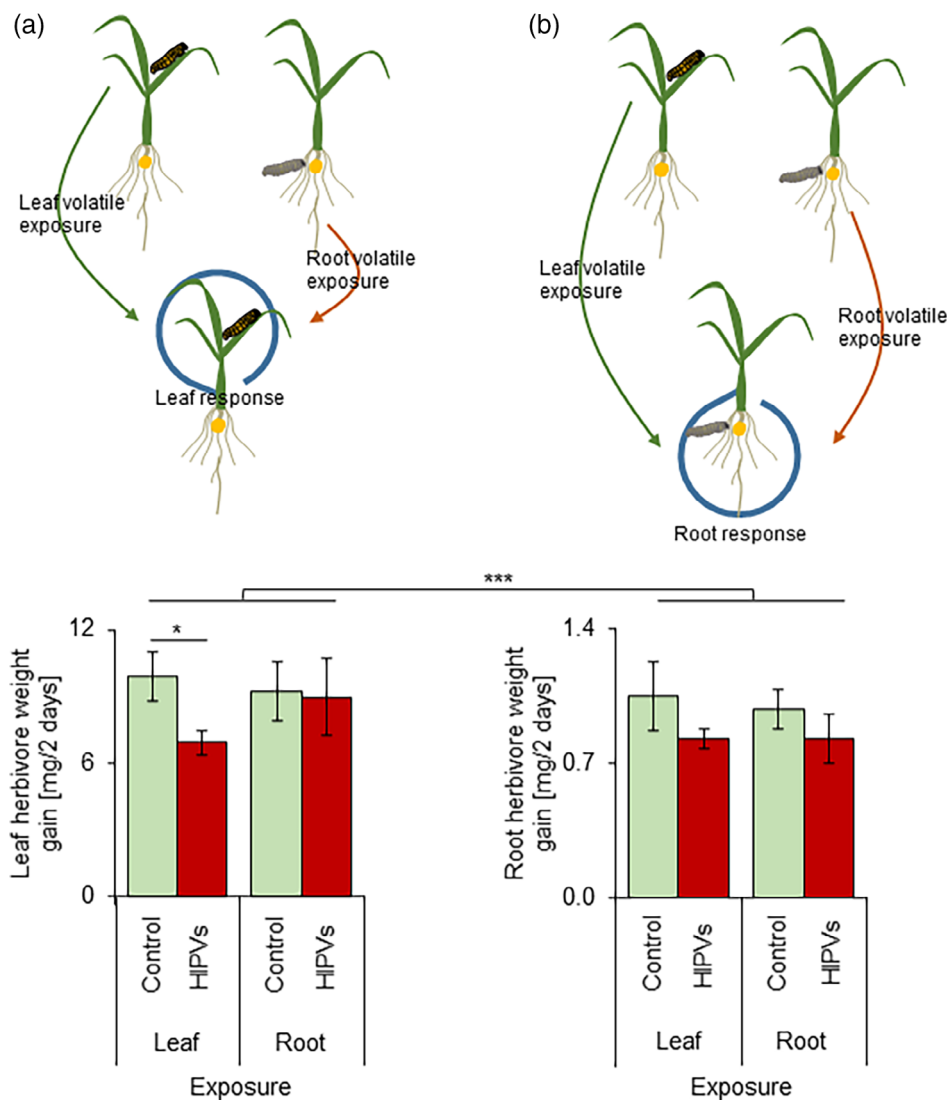 (a)
Leaf volatile
exposure
Root volatile
exposure
Leaf response
(b)
Leaf volatile
exposure
Root volatile
exposure
Root response
***
Leaf herbivore weight
gain [mg/2 days]
12
6
0
*
Control
HIPVs
Control
HIPVs
Leaf
Root
Exposure
Root herbivore weight
gain [mg/2 days]
1.4
0.7
0.0
Control
HIPVs
Control
HIPVs
Leaf
Root
Exposure